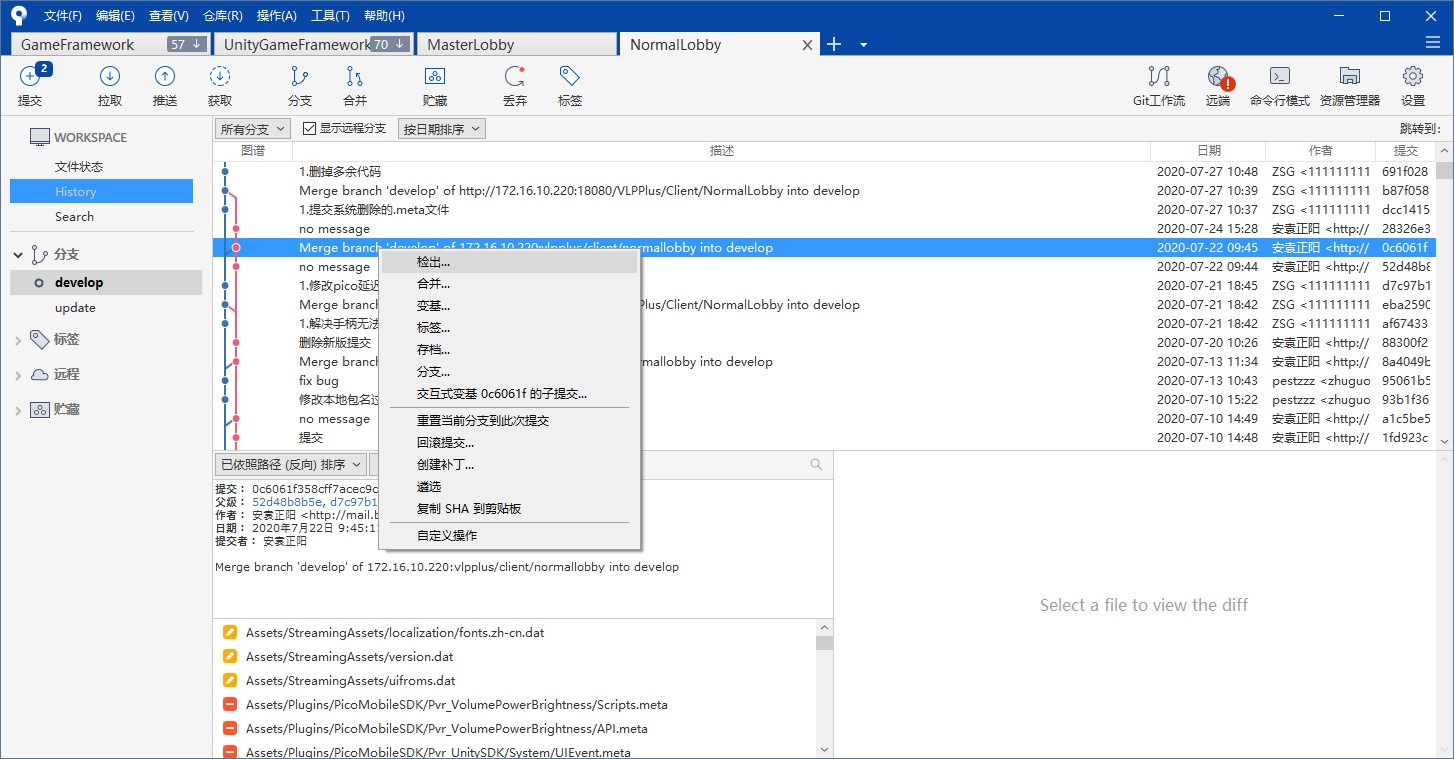 文件(F) 编辑(E) 查看(V) 仓库(R) 操作(A) 工具(T) 帮助(H)
GameFramework 57 UnityGameFramework 70 MasterLobby NormalLobby
2
提交 拉取 推送 获取 分支 合并 贮藏 丢弃 标签 Git工作流 远端 命令行模式 资源管理器 设置
WORKSPACE
文件状态
History
Search
分支
develop
update
标签
远程
贮藏
所有分支 显示远程分支 按日期排序 跳转到:
图谱 描述 日期 作者 提交
1.删掉多余代码 2020-07-27 10:48 ZSG <111111111 691f028
Merge branch 'develop' of http://172.16.10.220:18080/VLPPlus/Client/NormalLobby into develop 2020-07-27 10:39 ZSG <111111111 b87f058
1.提交系统删除的.meta文件 2020-07-27 10:37 ZSG <111111111 dcc1415
no message 2020-07-24 15:28 安袁正阳 <http:// 28326e3
Merge branch 'develop' of 172.16.10.220:vlpplus/client/normallobby into develop 2020-07-22 09:45 安袁正阳 <http:// 0c6061f
no message 2020-07-22 09:44 安袁正阳 <http:// 52d48b8
1.修改pico延迟 2020-07-21 18:45 ZSG <111111111 d7c97b1
Merge branch Plus/Client/NormalLobby into develop 2020-07-21 18:42 ZSG <111111111 eba2590
1.解决手柄无法 2020-07-21 18:42 ZSG <111111111 af67433
删除新版提交 2020-07-20 10:26 安袁正阳 <http:// 88300f2
Merge branch mallobby into develop 2020-07-13 11:34 安袁正阳 <http:// 8a4049b
fix bug 2020-07-13 10:43 pestzzz <zhuguo 95061b5
修改本地包名 2020-07-10 15:22 pestzzz <zhuguo 93b1f36
no message 2020-07-10 14:49 安袁正阳 <http:// a1c5be5
提交 2020-07-10 14:48 安袁正阳 <http:// 1fd923c
检出...
合并...
变基...
标签...
存档...
分支...
交互式变基 0c6061f 的子提交...
重置当前分支到此次提交
回滚提交...
创建补丁...
遴选
复制 SHA 到剪贴板
自定义操作
已依照路径 (反向) 排序
提交: 0c6061f358cff7acec9c
父级: 52d48b8b5e, d7c97b1
作者: 安袁正阳 <http://mail.
日期: 2020年7月22日 9:45:1
提交者: 安袁正阳
Merge branch 'develop' of 172.16.10.220:vlpplus/client/normallobby into develop
Assets/StreamingAssets/localization/fonts.zh-cn.dat
Assets/StreamingAssets/version.dat
Assets/StreamingAssets/uifroms.dat
Assets/Plugins/PicoMobileSDK/Pvr_VolumePowerBrightness/Scripts.meta
Assets/Plugins/PicoMobileSDK/Pvr_VolumePowerBrightness/API.meta
Assets/Plugins/PicoMobileSDK/Pvr_UnitySDK/System/UIEvent.meta
Select a file to view the diff